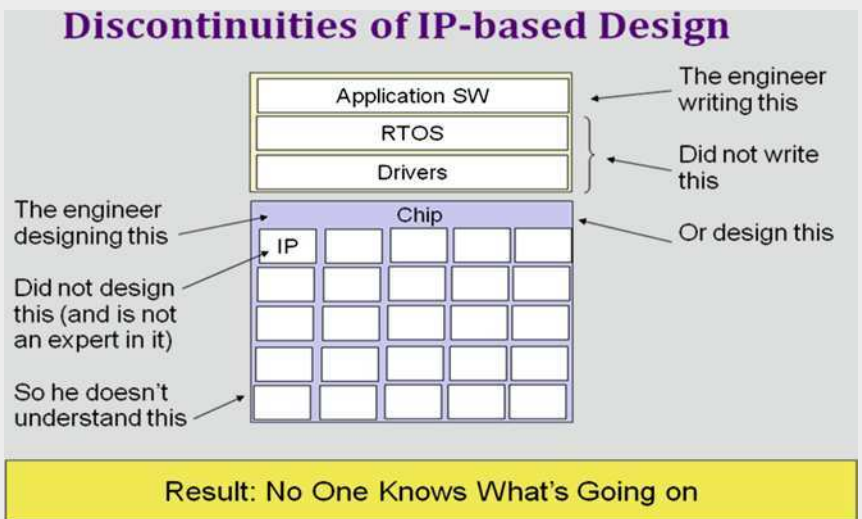 Discontinuities of IP-based Design
Application SW
RTOS
Drivers
The engineer
writing this
Did not write
this
Or design this
Chip
IP
The engineer
designing this
Did not design
this (and is not
an expert in it)
So he doesn't
understand this
Result: No One Knows What's Going on